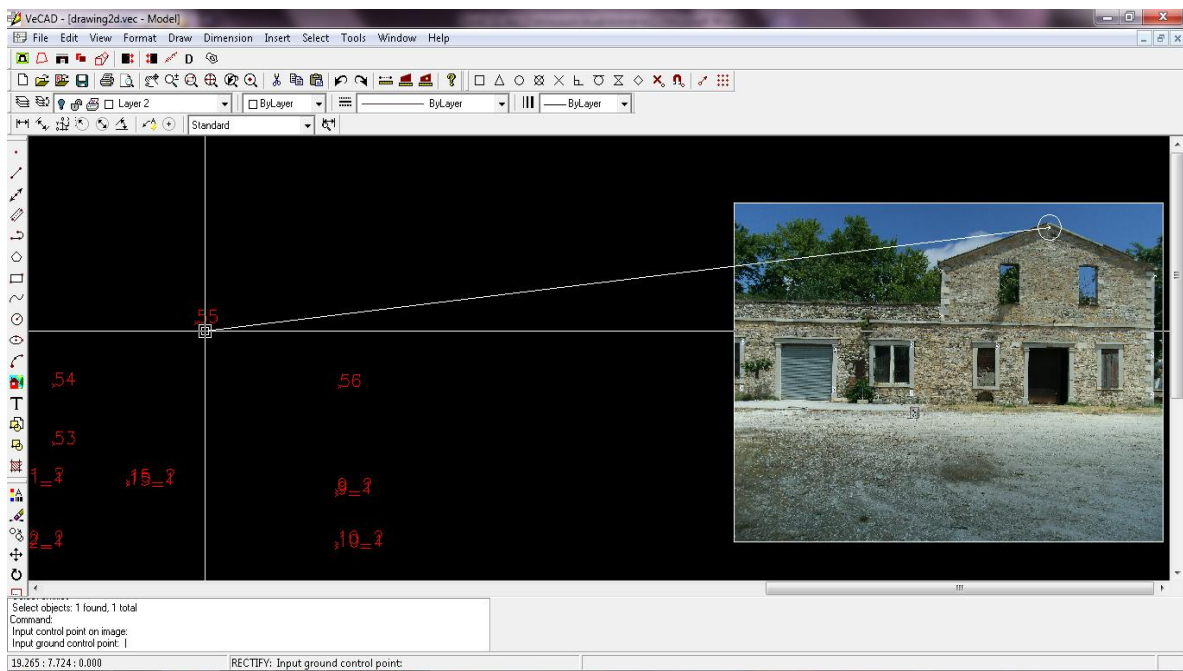 VeCAD - [drawing2d.vec - Model]
File Edit View Format Draw Dimension Insert Select Tools Window Help
D
Layer 2 ByLayer ByLayer ByLayer
Standard
55
54 56
53
15_2
10_2
T
A
Select objects: 1 found, 1 total
Command:
Input control point on image:
Input ground control point:
19.265 : 7.724 : 0.000 RECTIFY: Input ground control point: